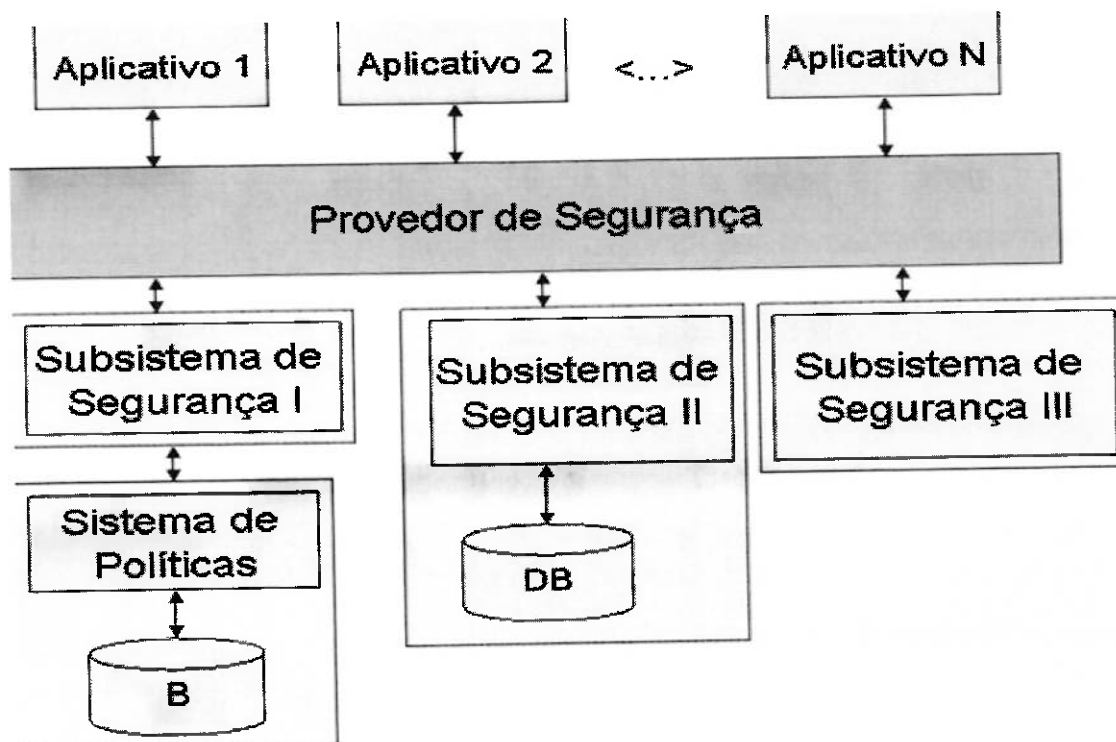 Aplicativo 1
Aplicativo 2
<...>
Aplicativo N
Provedor de Segurança
Subsistema de
Segurança I
Subsistema de
Segurança II
Subsistema de
Segurança III
Sistema de
Políticas
DB
B